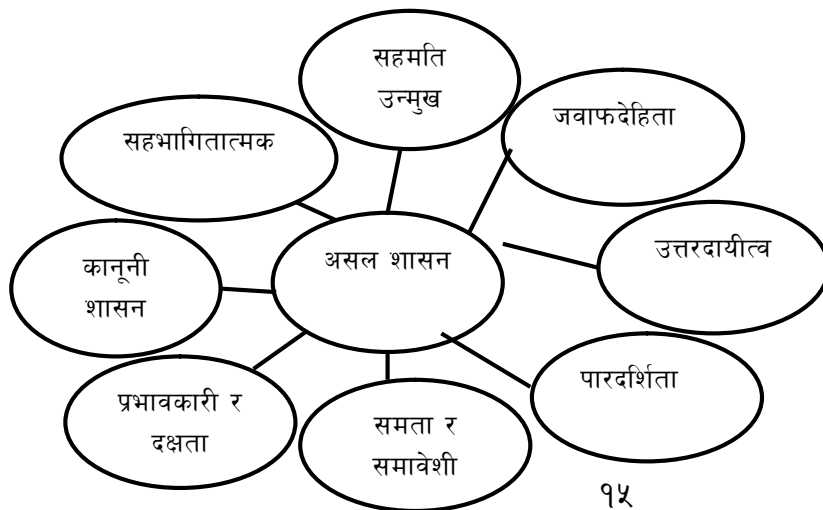 सहमति
उन्मुख
जवाफदेहिता
सहभागितात्मक
उत्तरदायीत्व
असल शासन
कानूनी
शासन
पारदर्शिता
प्रभावकारी र
दक्षता
समता र
समावेशी
१५